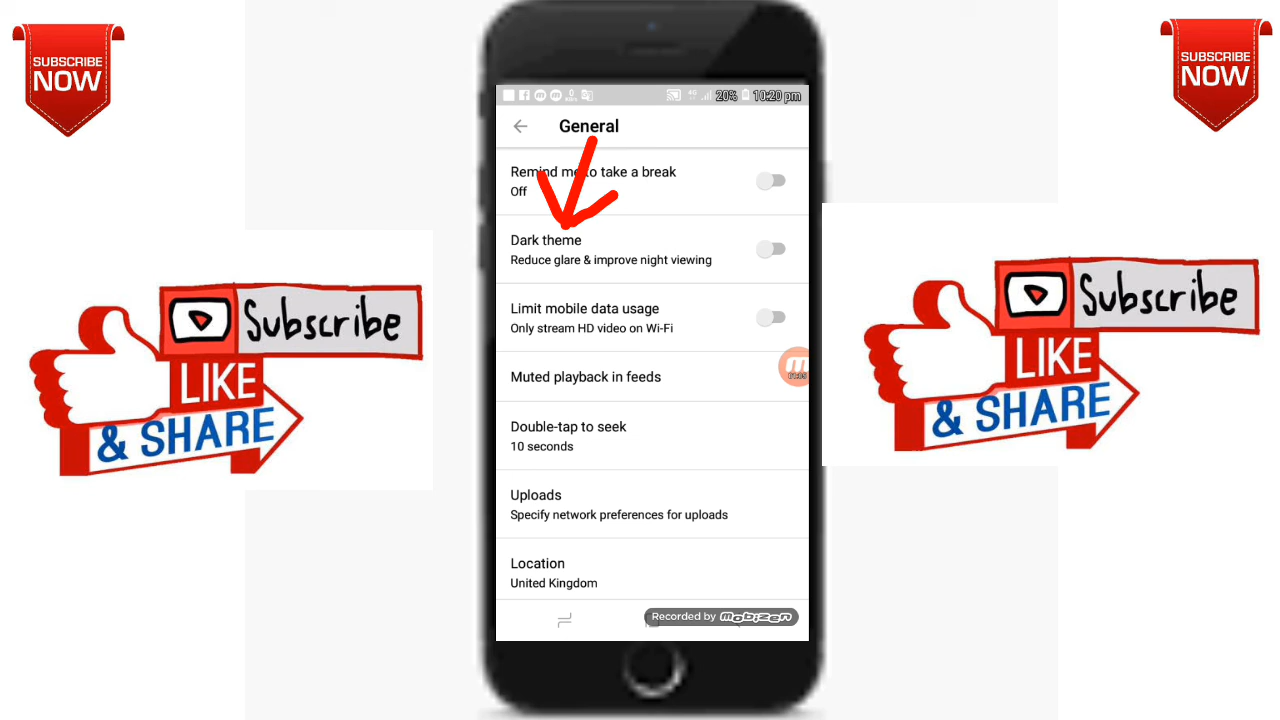 SUBSCRIBE
NOW
SUBSCRIBE
NOW
20% 10:20 pm
General
Remind me to take a break
Off
Dark theme
Reduce glare & improve night viewing
Limit mobile data usage
Only stream HD video on Wi-Fi
Muted playback in feeds
01:05
Double-tap to seek
10 seconds
Uploads
Specify network preferences for uploads
Location
United Kingdom
Recorded by mobizen
Subscribe
LIKE
& SHARE
Subscribe
LIKE
& SHARE